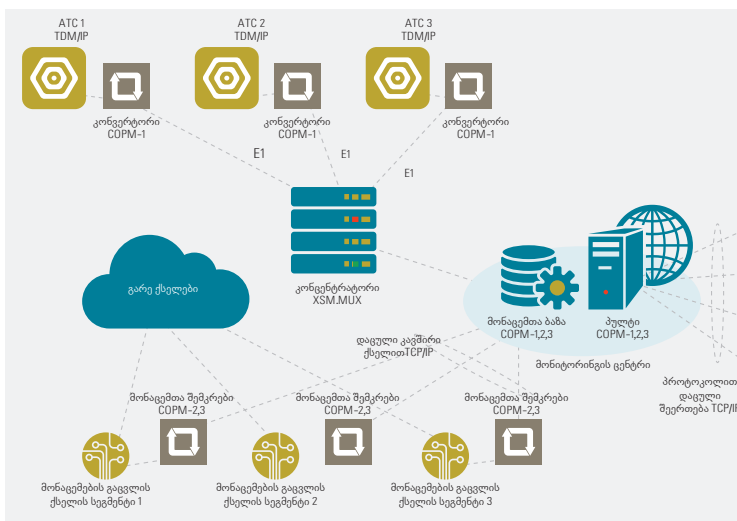 ATC 1
TDM/IP
ATC 2
TDM/IP
ATC 3
TDM/IP
კონვერტორი
COPM-1
კონვერტორი
COPM-1
კონვერტორი
COPM-1
E1
E1
E1
გარე ქსელები
კონცენტრატორი
XSM.MUX
მონაცემთა ბაზა
COPM-1,2,3
პულტი
COPM-1,2,3
დაცული კავშირი
ქსელითTCP/IP
მონიტორინგის ცენტრი
პროტოკოლით
დაცული
შეერთება TCP/IP
მონაცემთა შემკრები
COPM-2,3
მონაცემთა შემკრები
COPM-2,3
მონაცემთა შემკრები
COPM-2,3
მონაცემების გაცვლის
ქსელის სეგმენტი 1
მონაცემების გაცვლის
ქსელის სეგმენტი 2
მონაცემების გაცვლის
ქსელის სეგმენტი 3